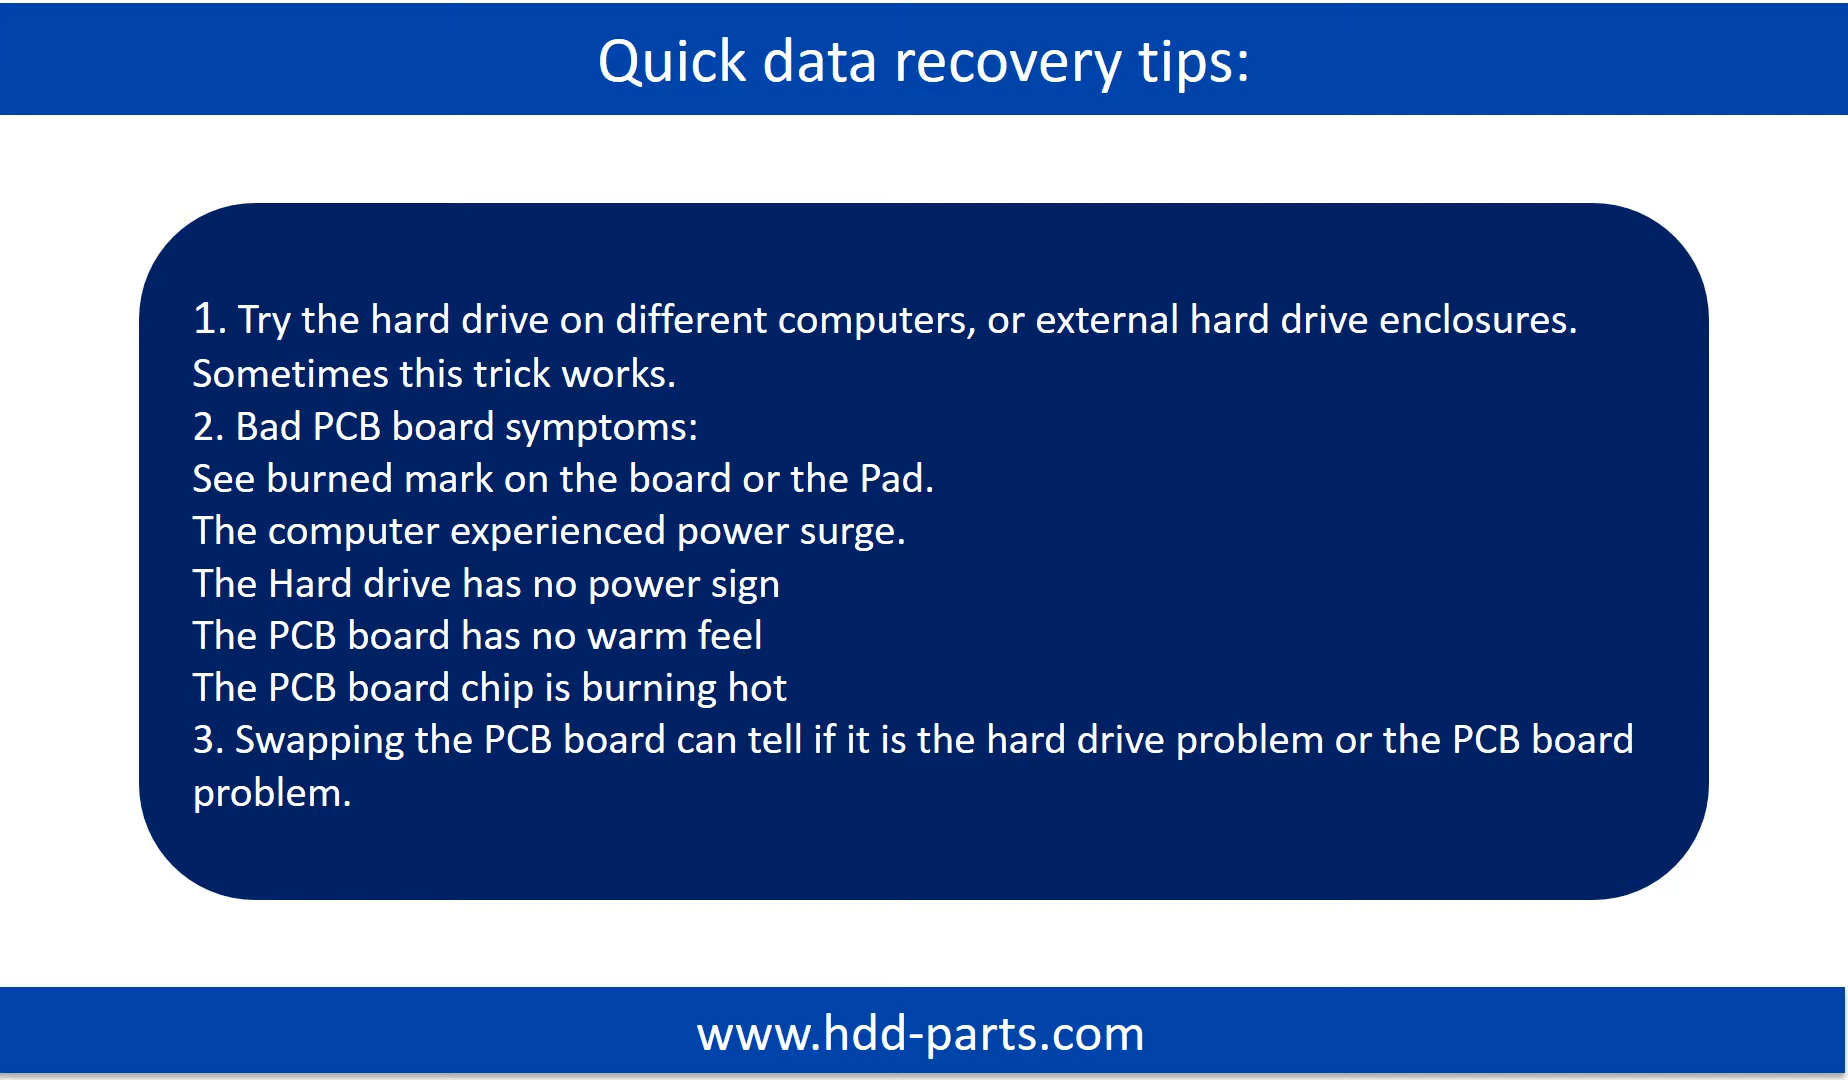 Quick data recovery tips:
1. Try the hard drive on different computers, or external hard drive enclosures.
Sometimes this trick works.
2. Bad PCB board symptoms:
See burned mark on the board or the Pad.
The computer experienced power surge.
The Hard drive has no power sign
The PCB board has no warm feel
The PCB board chip is burning hot
3. Swapping the PCB board can tell if it is the hard drive problem or the PCB board
problem.
www.hdd-parts.com